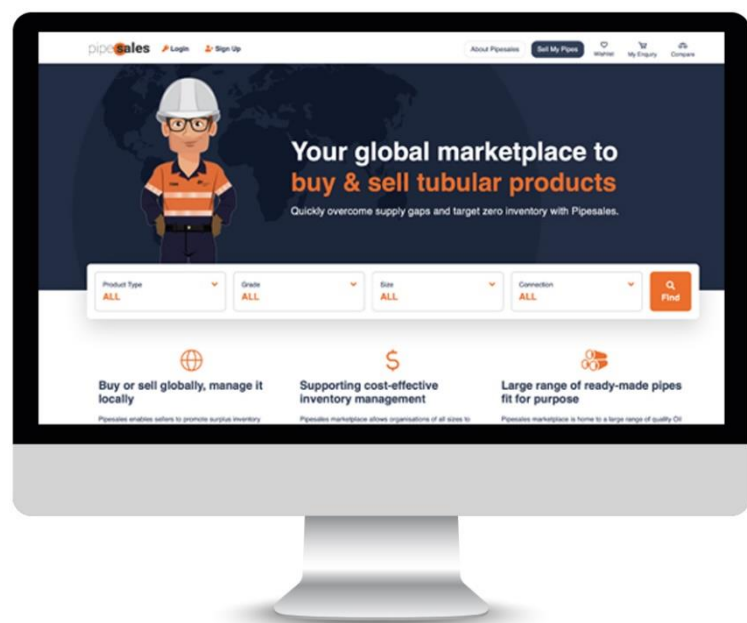 pipesales Login Sign Up About Pipesales Sell My Pipes Wishlist My Enquiry Compare
Your global marketplace to
buy & sell tubular products
Quickly overcome supply gaps and target zero inventory with Pipesales.
Product Type Grade Size Connection
ALL ALL ALL ALL Find
Buy or sell globally, manage it
locally
Pipesales enables sellers to promote surplus inventory
Supporting cost-effective
inventory management
Pipesales marketplace allows organisations of all sizes to
Large range of ready-made pipes
fit for purpose
Pipesales marketplace is home to a large range of quality Oil